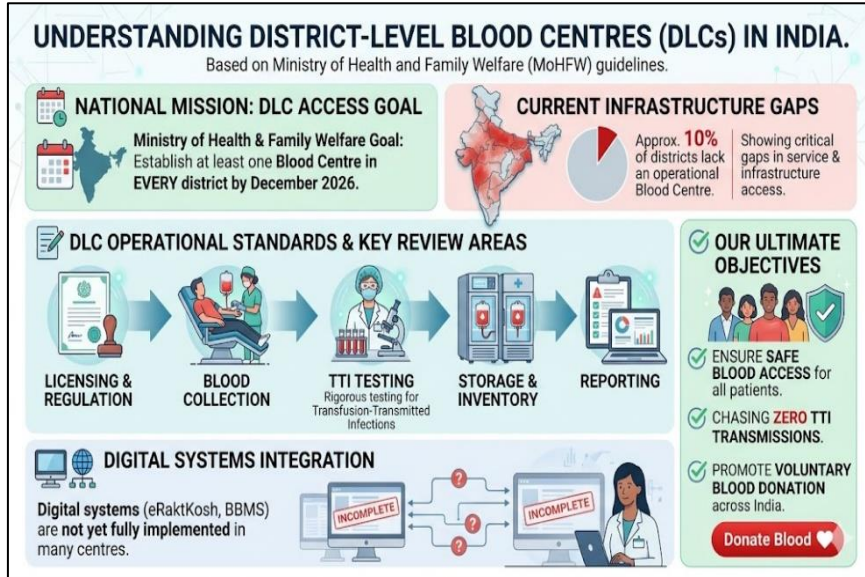 UNDERSTANDING DISTRICT-LEVEL BLOOD CENTRES (DLCs) IN INDIA.
Based on Ministry of Health and Family Welfare (MoHFW) guidelines.
NATIONAL MISSION: DLC ACCESS GOAL
Ministry of Health & Family Welfare Goal:
Establish at least one Blood Centre in
EVERY district by December 2026.
CURRENT INFRASTRUCTURE GAPS
Approx. 10%
of districts lack
an operational
Blood Centre.
Showing critical
gaps in service &
infrastructure
access.
DLC OPERATIONAL STANDARDS & KEY REVIEW AREAS
LICENSING &
REGULATION
BLOOD
COLLECTION
TTI TESTING
Rigorous testing for
Transfusion-Transmitted
Infections
STORAGE &
INVENTORY
REPORTING
OUR ULTIMATE
OBJECTIVES
ENSURE SAFE
BLOOD ACCESS for
all patients.
CHASING ZERO TTI
TRANSMISSIONS.
PROMOTE VOLUNTARY
BLOOD DONATION
across India.
Donate Blood
DIGITAL SYSTEMS INTEGRATION
Digital systems (eRaktKosh, BBMS)
are not yet fully implemented in
many centres.
INCOMPLETE
?
?
?
INCOMPLETE